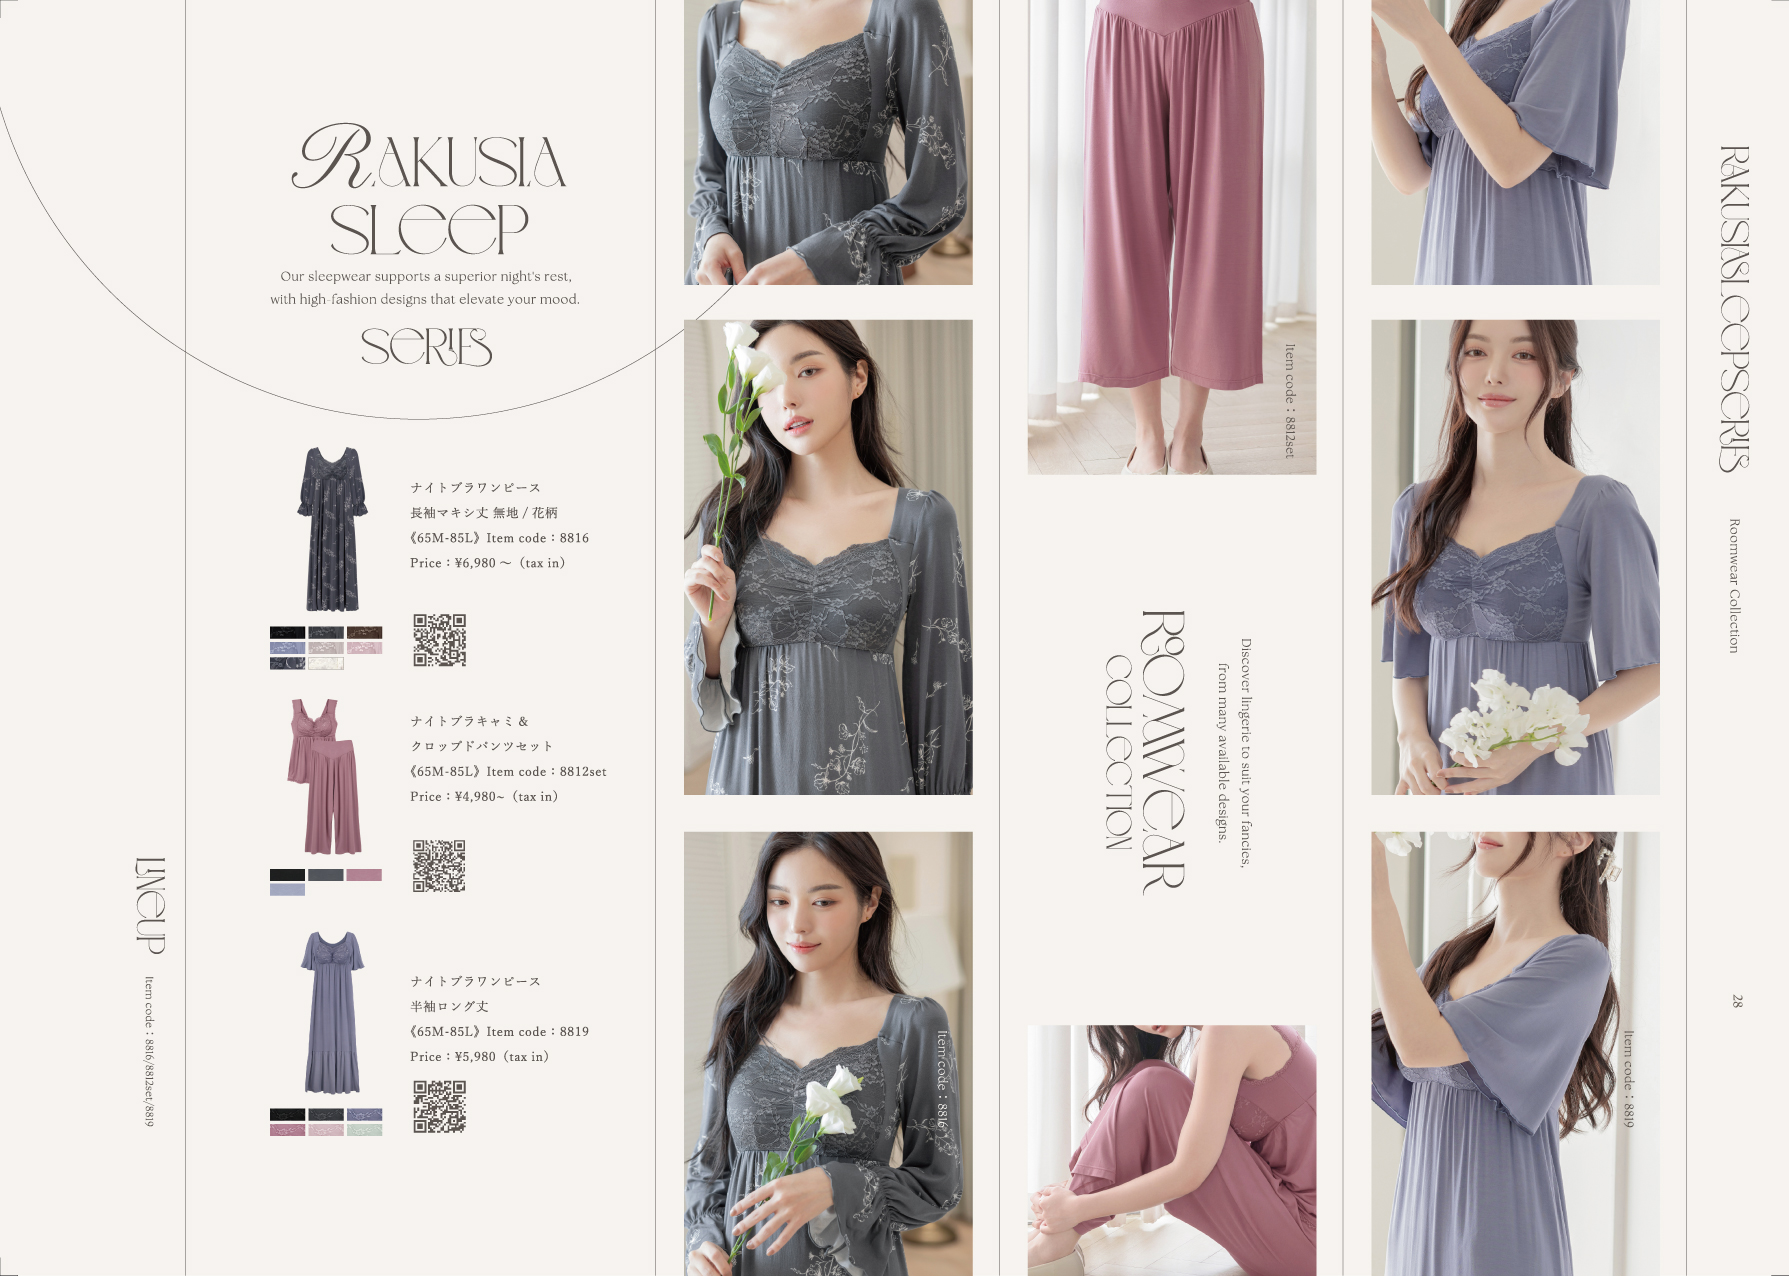 RAKUSIA
SLEEP
Our sleepwear supports a superior night's rest,
with high-fashion designs that elevate your mood.
SERIES
ナイトブラワンピース
長袖マキシ丈 無地 / 花柄
《65M-85L》Item code：8816
Price：¥6,980 ～（tax in）
ナイトブラキャミ &
クロップドパンツセット
《65M-85L》Item code：8812set
Price：¥4,980~（tax in）
ナイトブラワンピース
半袖ロング丈
《65M-85L》Item code：8819
Price：¥5,980（tax in）
LINEUP
Item code：8816/8812set/8819
Item code：8816
Item code：8812set
Discover lingerie to suit your fancies,
from many available designs.
ROOMWEAR
COLLECTION
Item code：8819
RAKUSIASLEEPSERIES
Roomwear Collection
28